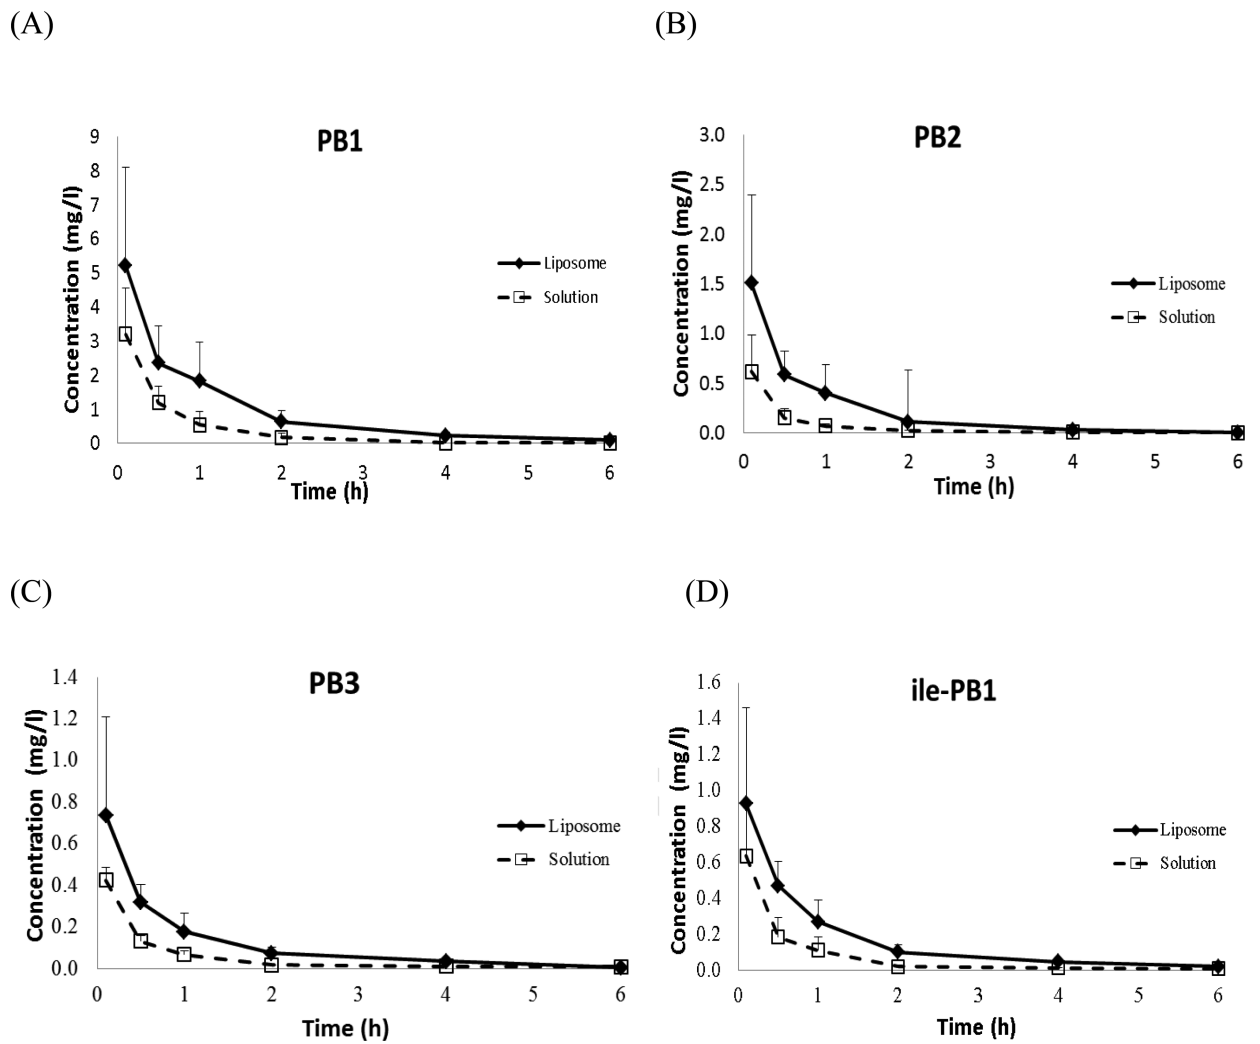 (A)
PB1
Concentration (mg/l)
9
8
7
6
5
4
3
2
1
0
0 1 2 3 4 5 6
Time (h)
Liposome
Solution
(B)
PB2
Concentration (mg/l)
3.0
2.5
2.0
1.5
1.0
0.5
0.0
0 1 2 3 4 5 6
Time (h)
Liposome
Solution
(C)
PB3
Concentration (mg/l)
1.4
1.2
1.0
0.8
0.6
0.4
0.2
0.0
0 1 2 3 4 5 6
Time (h)
Liposome
Solution
(D)
ile-PB1
Concentration (mg/l)
1.6
1.4
1.2
1.0
0.8
0.6
0.4
0.2
0.0
0 1 2 3 4 5 6
Time (h)
Liposome
Solution